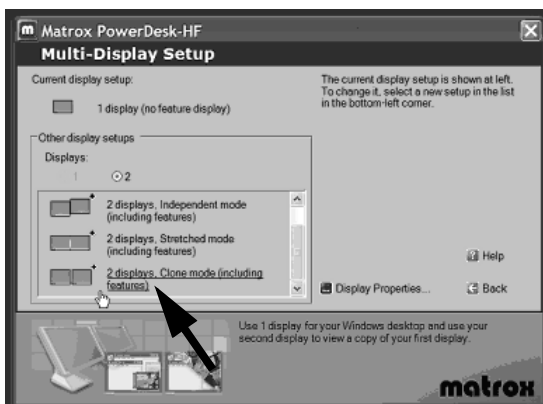 m Matrox PowerDesk-HF
Multi-Display Setup
Current display setup:
1 display (no feature display)
The current display setup is shown at left.
To change it, select a new setup in the list
in the bottom-left corner.
Other display setups
Displays:
1
2
2 displays, Independent mode
(including features)
2 displays, Stretched mode
(including features)
2 displays, Clone mode (including
features)
Help
Display Properties...
Back
Use 1 display for your Windows desktop and use your
second display to view a copy of your first display.
matrox